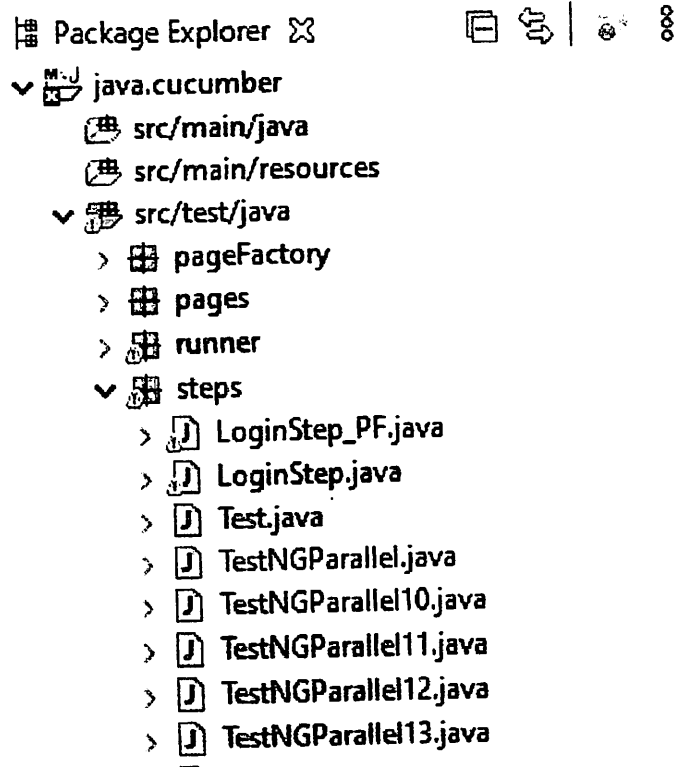 Package Explorer
java.cucumber
src/main/java
src/main/resources
src/test/java
pageFactory
pages
runner
steps
LoginStep_PF.java
LoginStep.java
Test.java
TestNGParallel.java
TestNGParallel10.java
TestNGParallel11.java
TestNGParallel12.java
TestNGParallel13.java